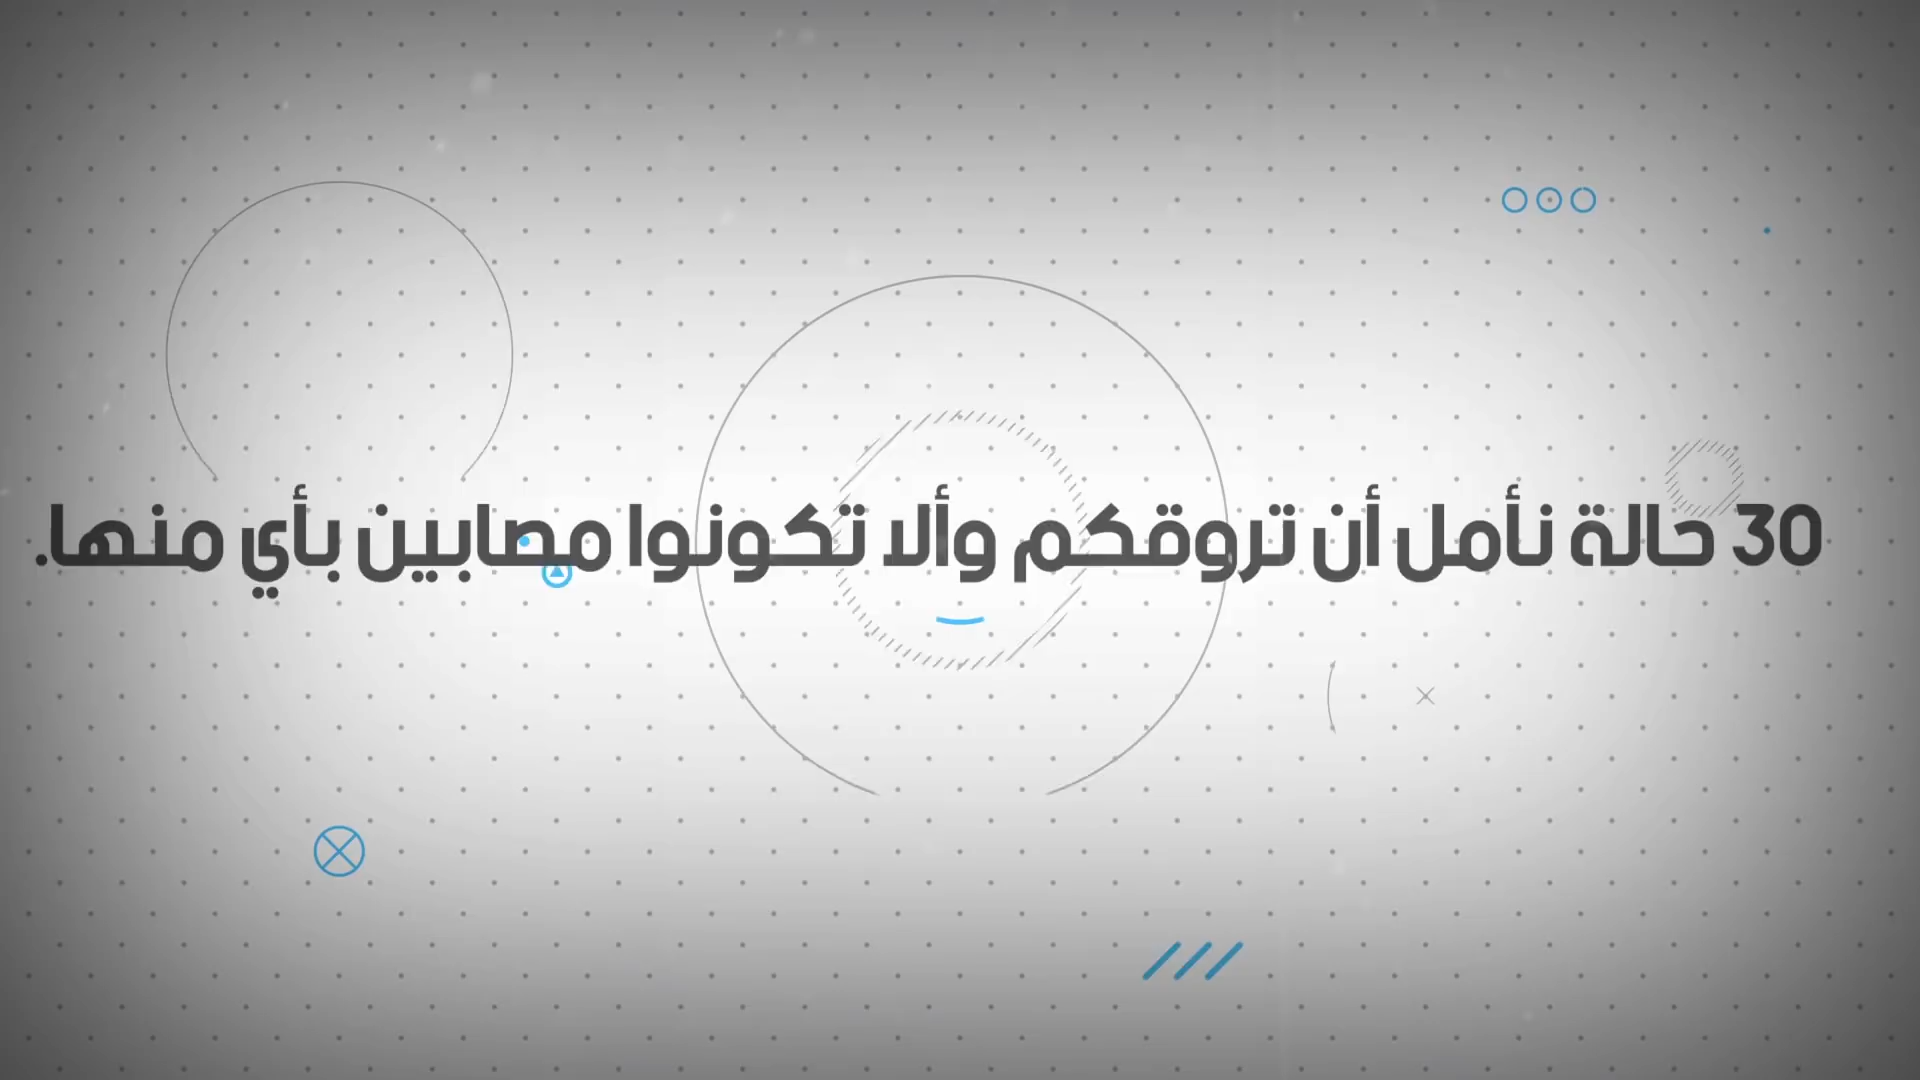 30 حالة نأمل أن تروقكم وألا تكونوا مصابين بأي منها.